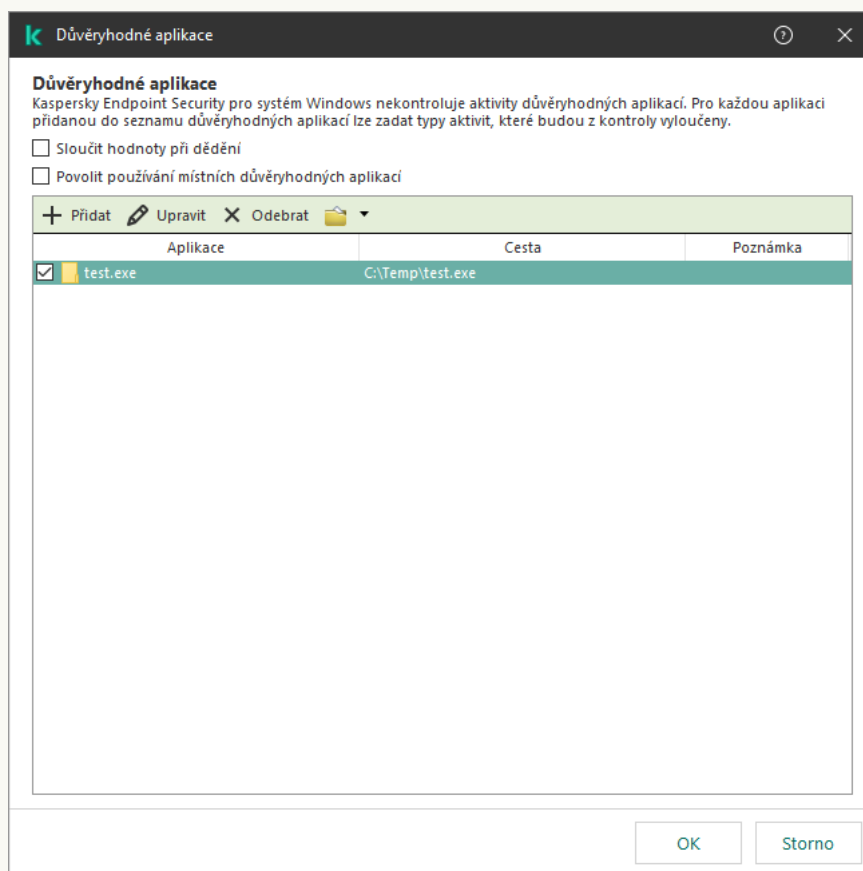 Důvěryhodné aplikace
Důvěryhodné aplikace
Kaspersky Endpoint Security pro systém Windows nekontroluje aktivity důvěryhodných aplikací. Pro každou aplikaci
přidanou do seznamu důvěryhodných aplikací lze zadat typy aktivit, které budou z kontroly vyloučeny.
Sloučit hodnoty při dědění
Povolit používání místních důvěryhodných aplikací
Přidat Upravit Odebrat
Aplikace Cesta Poznámka
test.exe C:\Temp\test.exe
OK Storno